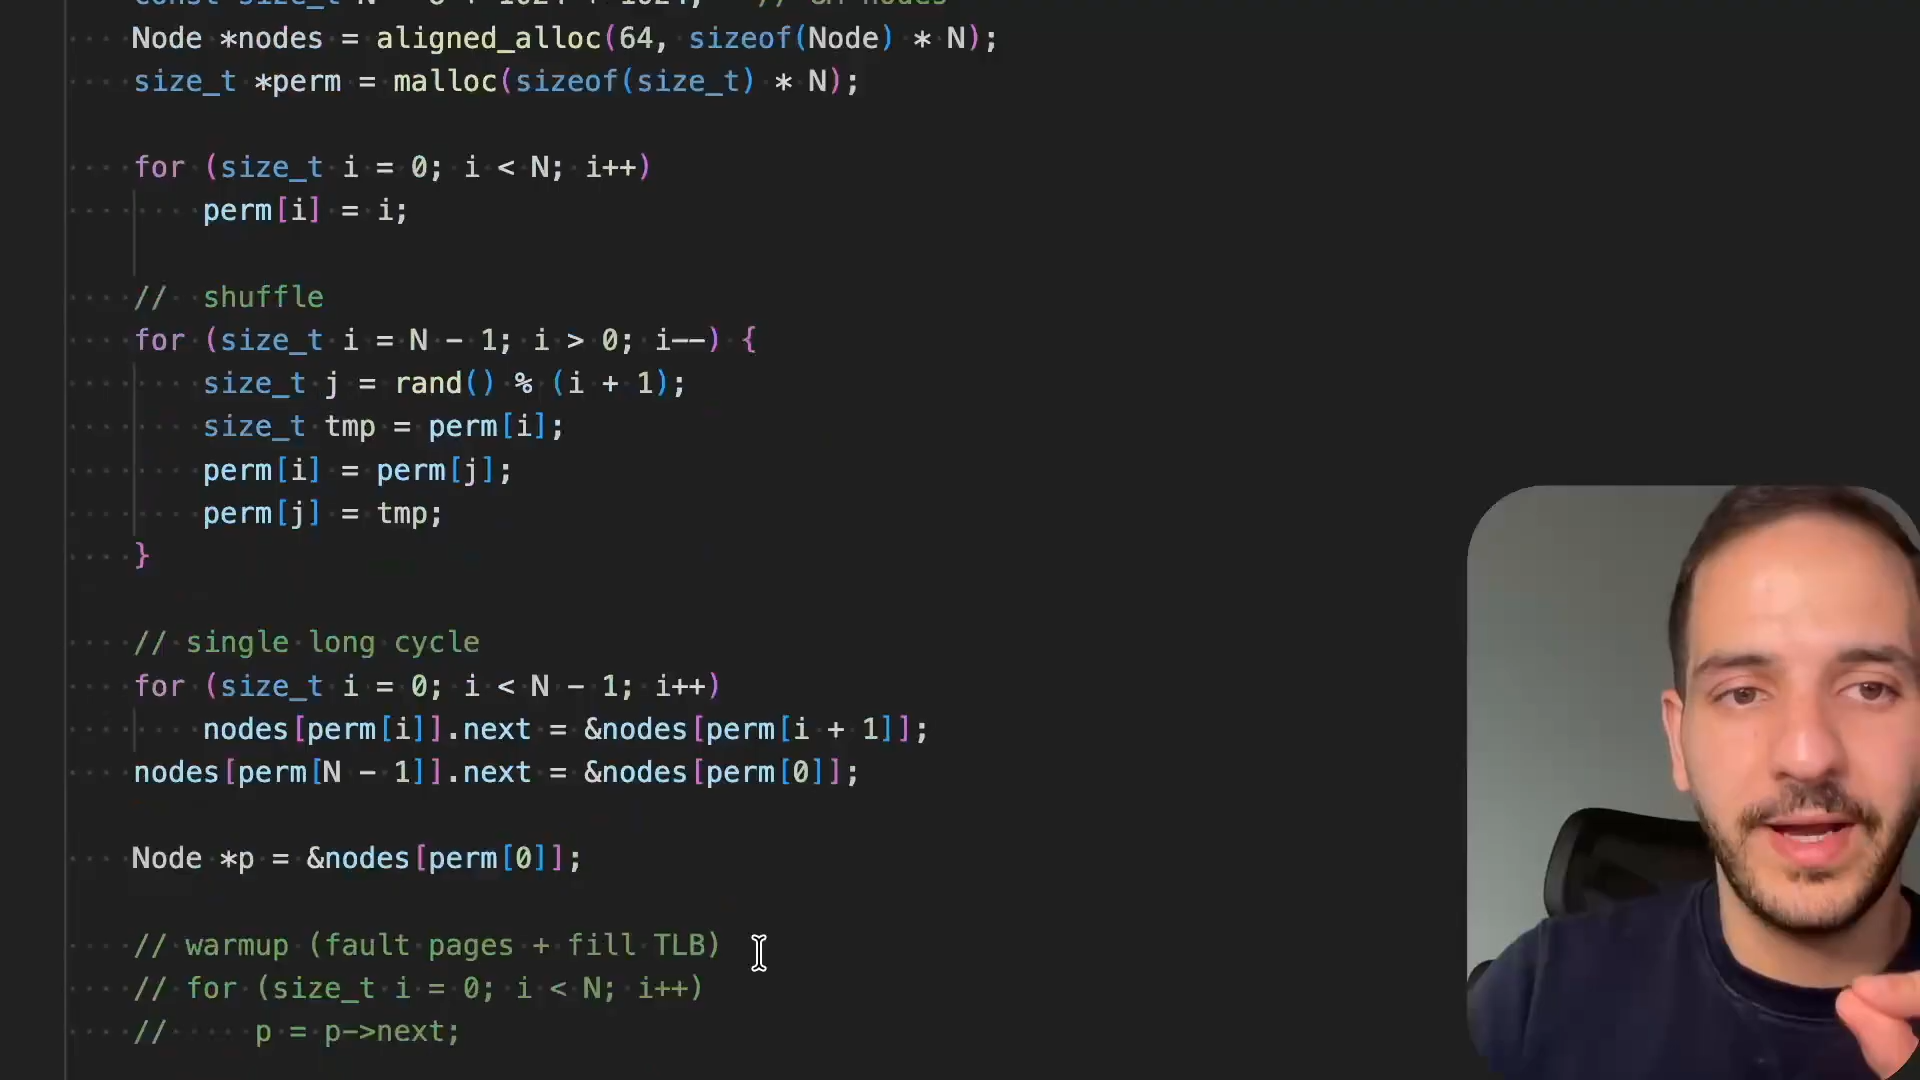 Node *nodes = aligned_alloc(64, sizeof(Node) * N);
size_t *perm = malloc(sizeof(size_t) * N);
for (size_t i = 0; i < N; i++)
perm[i] = i;
// shuffle
for (size_t i = N - 1; i > 0; i--) {
size_t j = rand() % (i + 1);
size_t tmp = perm[i];
perm[i] = perm[j];
perm[j] = tmp;
}
// single long cycle
for (size_t i = 0; i < N - 1; i++)
nodes[perm[i]].next = &nodes[perm[i + 1]];
nodes[perm[N - 1]].next = &nodes[perm[0]];
Node *p = &nodes[perm[0]];
// warmup (fault pages + fill TLB)
// for (size_t i = 0; i < N; i++)
// p = p->next;